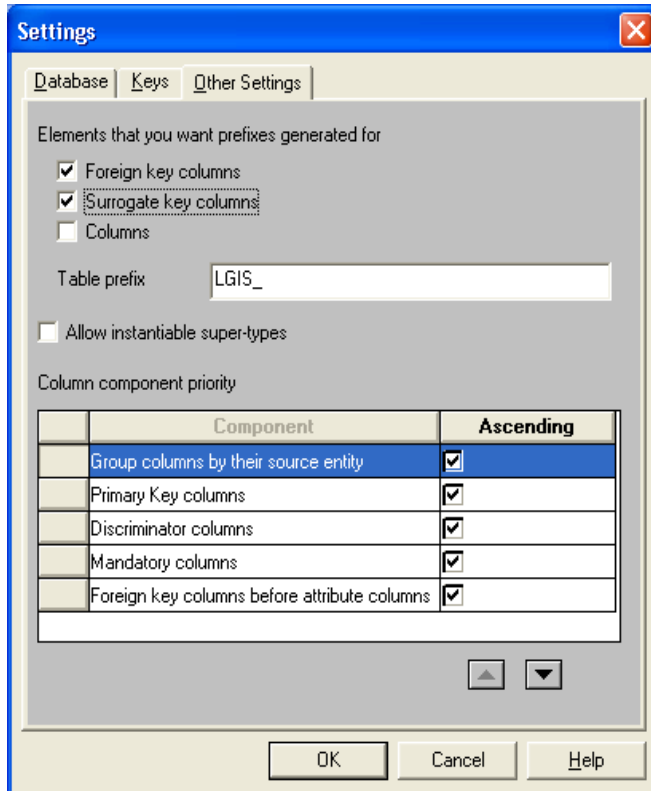 Settings
Database Keys Other Settings
Elements that you want prefixes generated for
Foreign key columns
Surrogate key columns
Columns
Table prefix LGIS_
Allow instantiable super-types
Column component priority
Component Ascending
Group columns by their source entity
Primary Key columns
Discriminator columns
Mandatory columns
Foreign key columns before attribute columns
OK Cancel Help